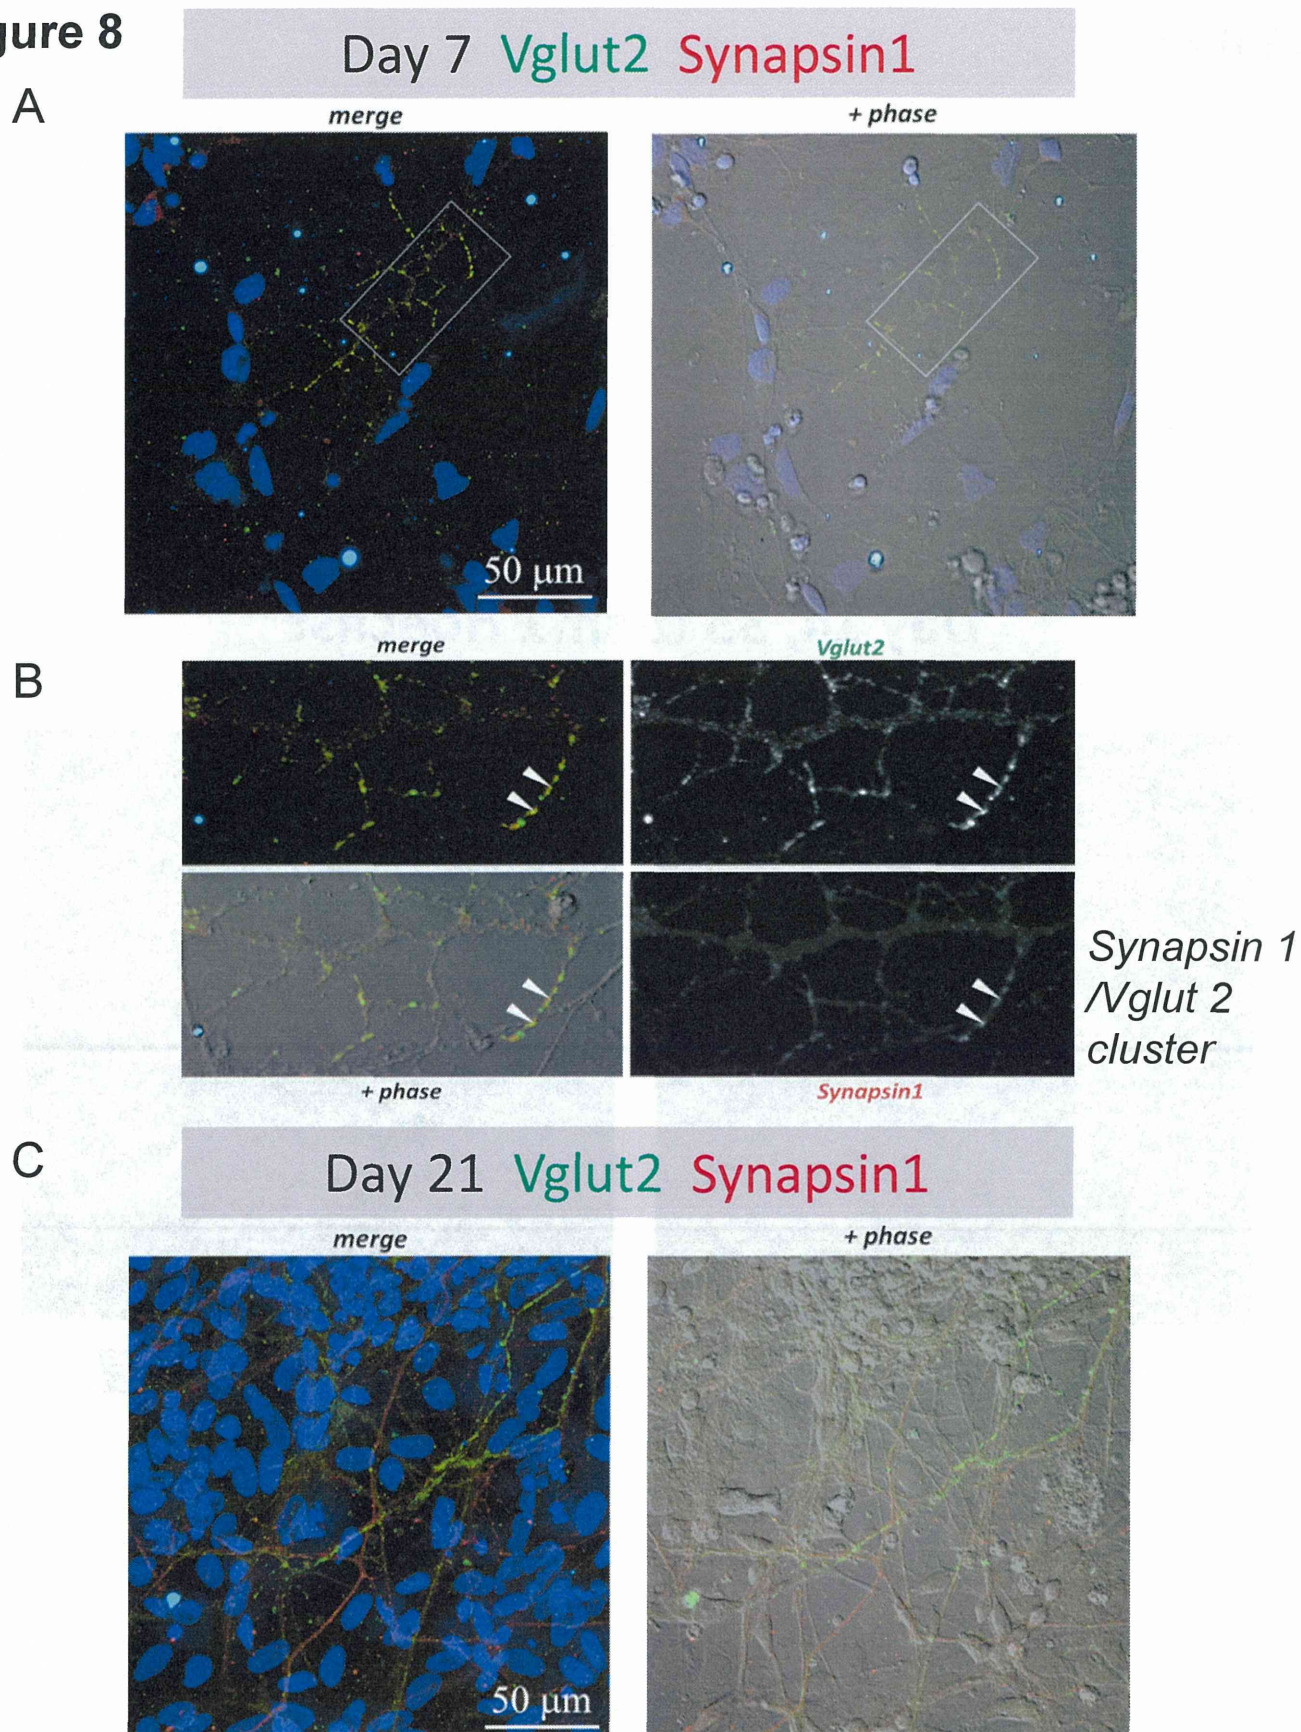 gure 8
Day 7 Vglut2 Synapsin1
A
merge
+ phase
50 µm
merge
Vglut2
B
Synapsin 1
/Vglut 2
cluster
+ phase
Synapsin1
C
Day 21 Vglut2 Synapsin1
merge
+ phase
50 µm